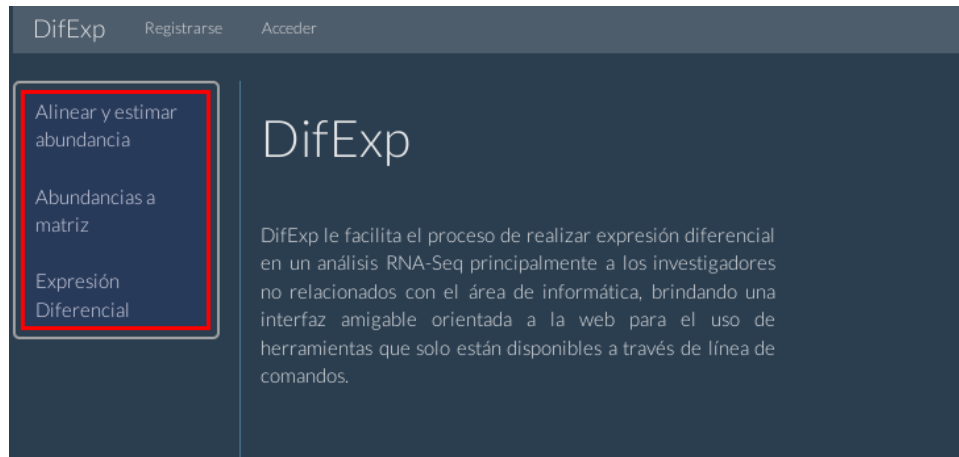 DifExp Registrarse Acceder
Alinear y estimar
abundancia
Abundancias a
matriz
Expresión
Diferencial
DifExp
DifExp le facilita el proceso de realizar expresión diferencial
en un análisis RNA-Seq principalmente a los investigadores
no relacionados con el área de informática, brindando una
interfaz amigable orientada a la web para el uso de
herramientas que solo están disponibles a través de línea de
comandos.